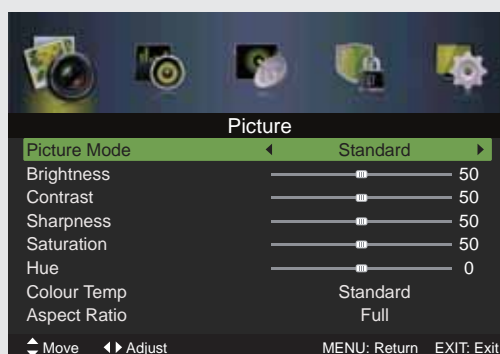 Picture
Picture Mode Standard
Brightness 50
Contrast 50
Sharpness 50
Saturation 50
Hue 0
Colour Temp Standard
Aspect Ratio Full
Move Adjust MENU: Return EXIT: Exit